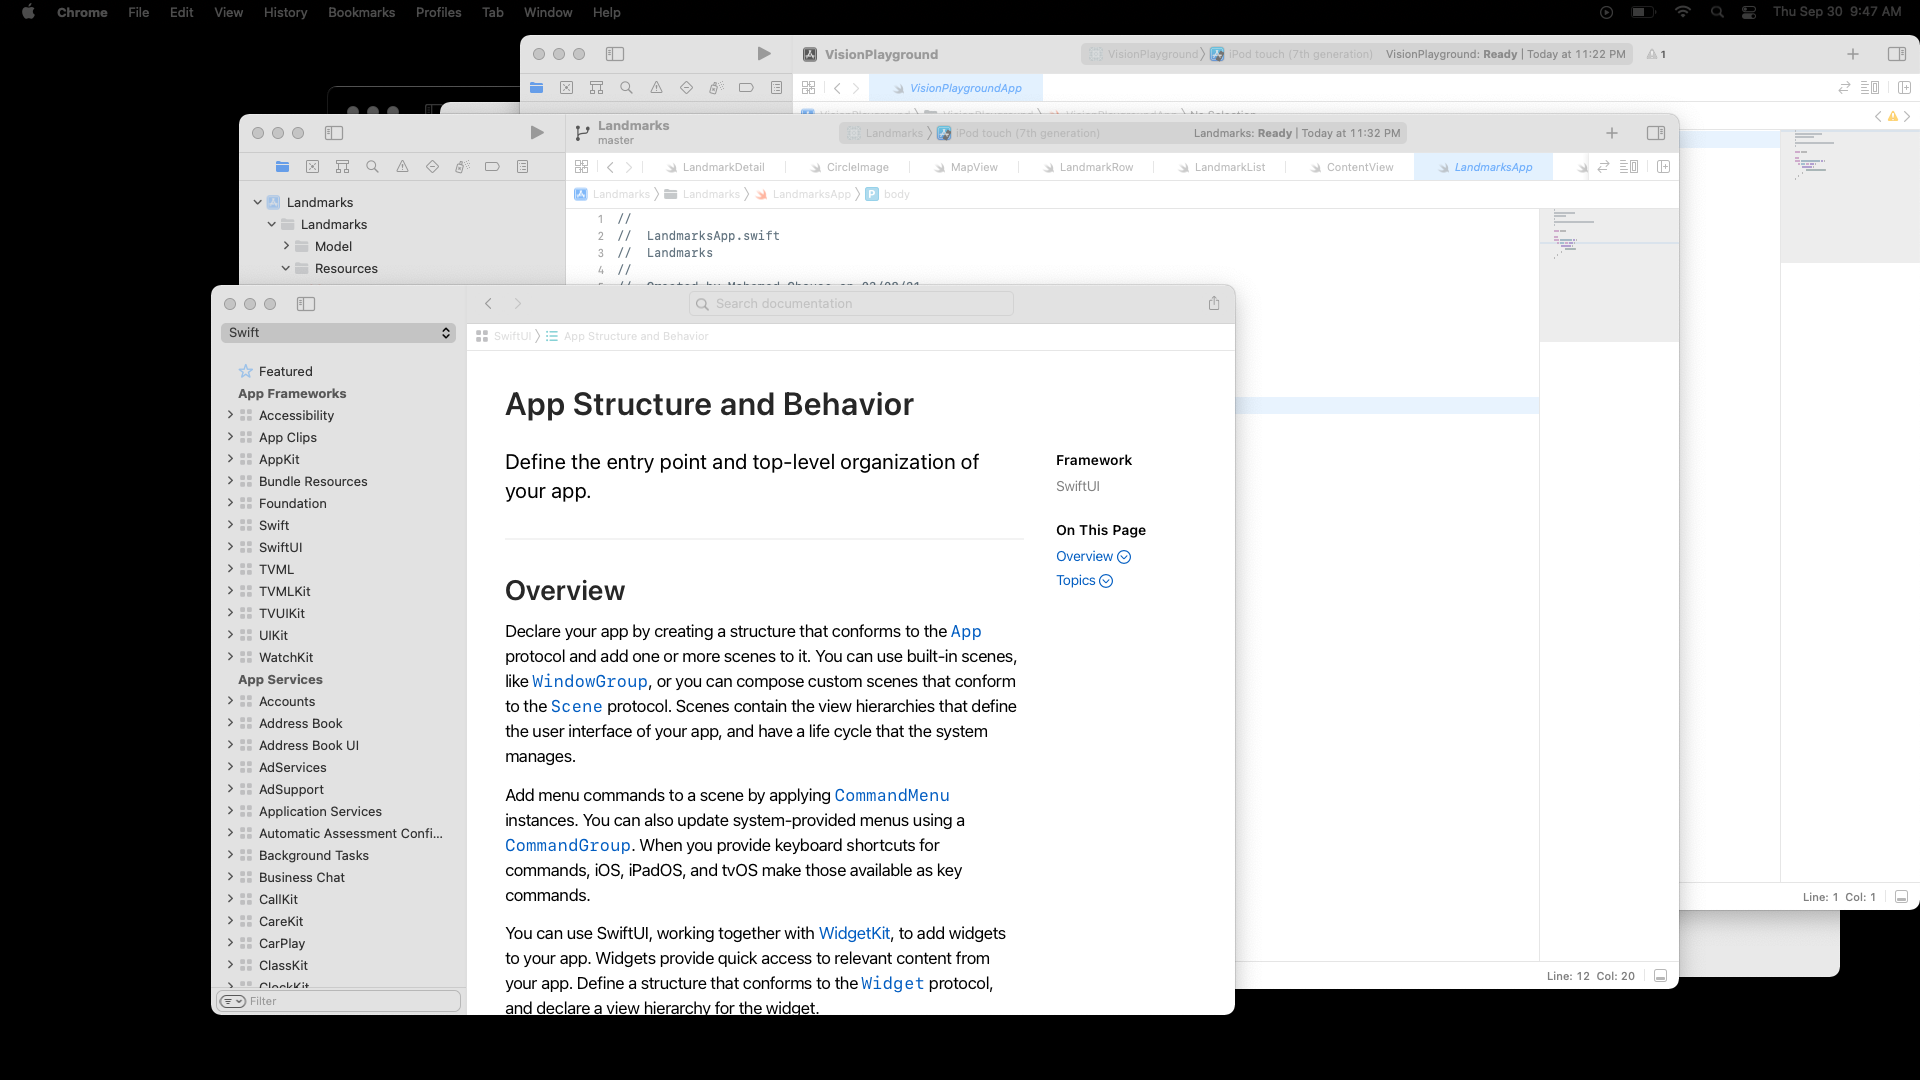 Chrome File Edit View History Bookmarks Profiles Tab Window Help
Thu Sep 30 9:47 AM
VisionPlayground
VisionPlayground iPod touch (7th generation) VisionPlayground: Ready | Today at 11:22 PM 1
VisionPlaygroundApp
Landmarks
master
Landmarks iPod touch (7th generation) Landmarks: Ready | Today at 11:32 PM
LandmarkDetail CircleImage MapView LandmarkRow LandmarkList ContentView LandmarksApp
Landmarks Landmarks LandmarksApp body
Landmarks
Landmarks
Model
Resources
1 //
2 // LandmarksApp.swift
3 // Landmarks
4 //
Line: 1 Col: 1
Line: 12 Col: 20
Search documentation
Swift
SwiftUI App Structure and Behavior
Featured
App Frameworks
Accessibility
App Clips
AppKit
Bundle Resources
Foundation
Swift
SwiftUI
TVML
TVMLKit
TVUIKit
UIKit
WatchKit
App Services
Accounts
Address Book
Address Book UI
AdServices
AdSupport
Application Services
Automatic Assessment Confi...
Background Tasks
Business Chat
CallKit
CareKit
CarPlay
ClassKit
ClockKit
Filter
App Structure and Behavior
Define the entry point and top-level organization of
your app.
Framework
SwiftUI
On This Page
Overview
Topics
Overview
Declare your app by creating a structure that conforms to the App
protocol and add one or more scenes to it. You can use built-in scenes,
like WindowGroup, or you can compose custom scenes that conform
to the Scene protocol. Scenes contain the view hierarchies that define
the user interface of your app, and have a life cycle that the system
manages.
Add menu commands to a scene by applying CommandMenu
instances. You can also update system-provided menus using a
CommandGroup. When you provide keyboard shortcuts for
commands, iOS, iPadOS, and tvOS make those available as key
commands.
You can use SwiftUI, working together with WidgetKit, to add widgets
to your app. Widgets provide quick access to relevant content from
your app. Define a structure that conforms to the Widget protocol,
and declare a view hierarchy for the widget.